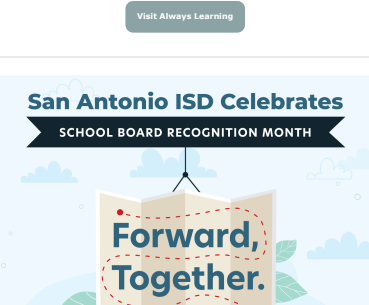 Visit Always Learning
San Antonio ISD Celebrates
SCHOOL BOARD RECOGNITION MONTH
Forward,
Together.